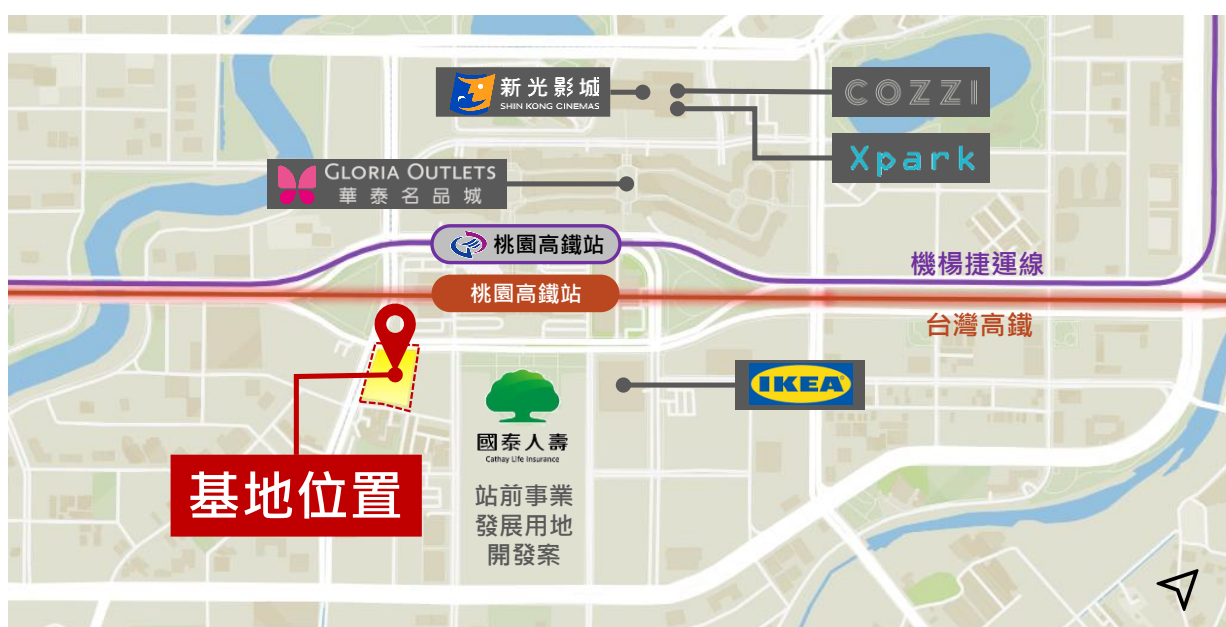 新光影城
SHIN KONG CINEMAS
COZZI
Xpark
GLORIA OUTLETS
華泰名品城
桃園高鐵站
機楊捷運線
桃園高鐵站
台灣高鐵
IKEA
國泰人壽
Cathay Life Insurance
基地位置
站前事業
發展用地
開發案